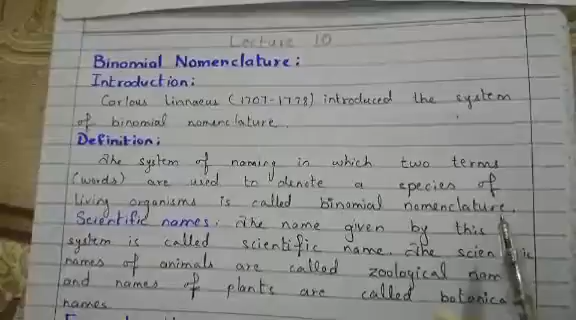 Lecture 10
Binomial Nomenclature:
Introduction:
Carlous Linnaeus (1707-1778) introduced the system
of binomial nomenclature.
Definition:
The system of naming in which two terms
(words) are used to denote a species of
living organisms is called binomial nomenclature.
Scientific names. The name given by this
system is called scientific name. The scien ic
names of animals are called zoological nam
and names of plants are called botanica
names